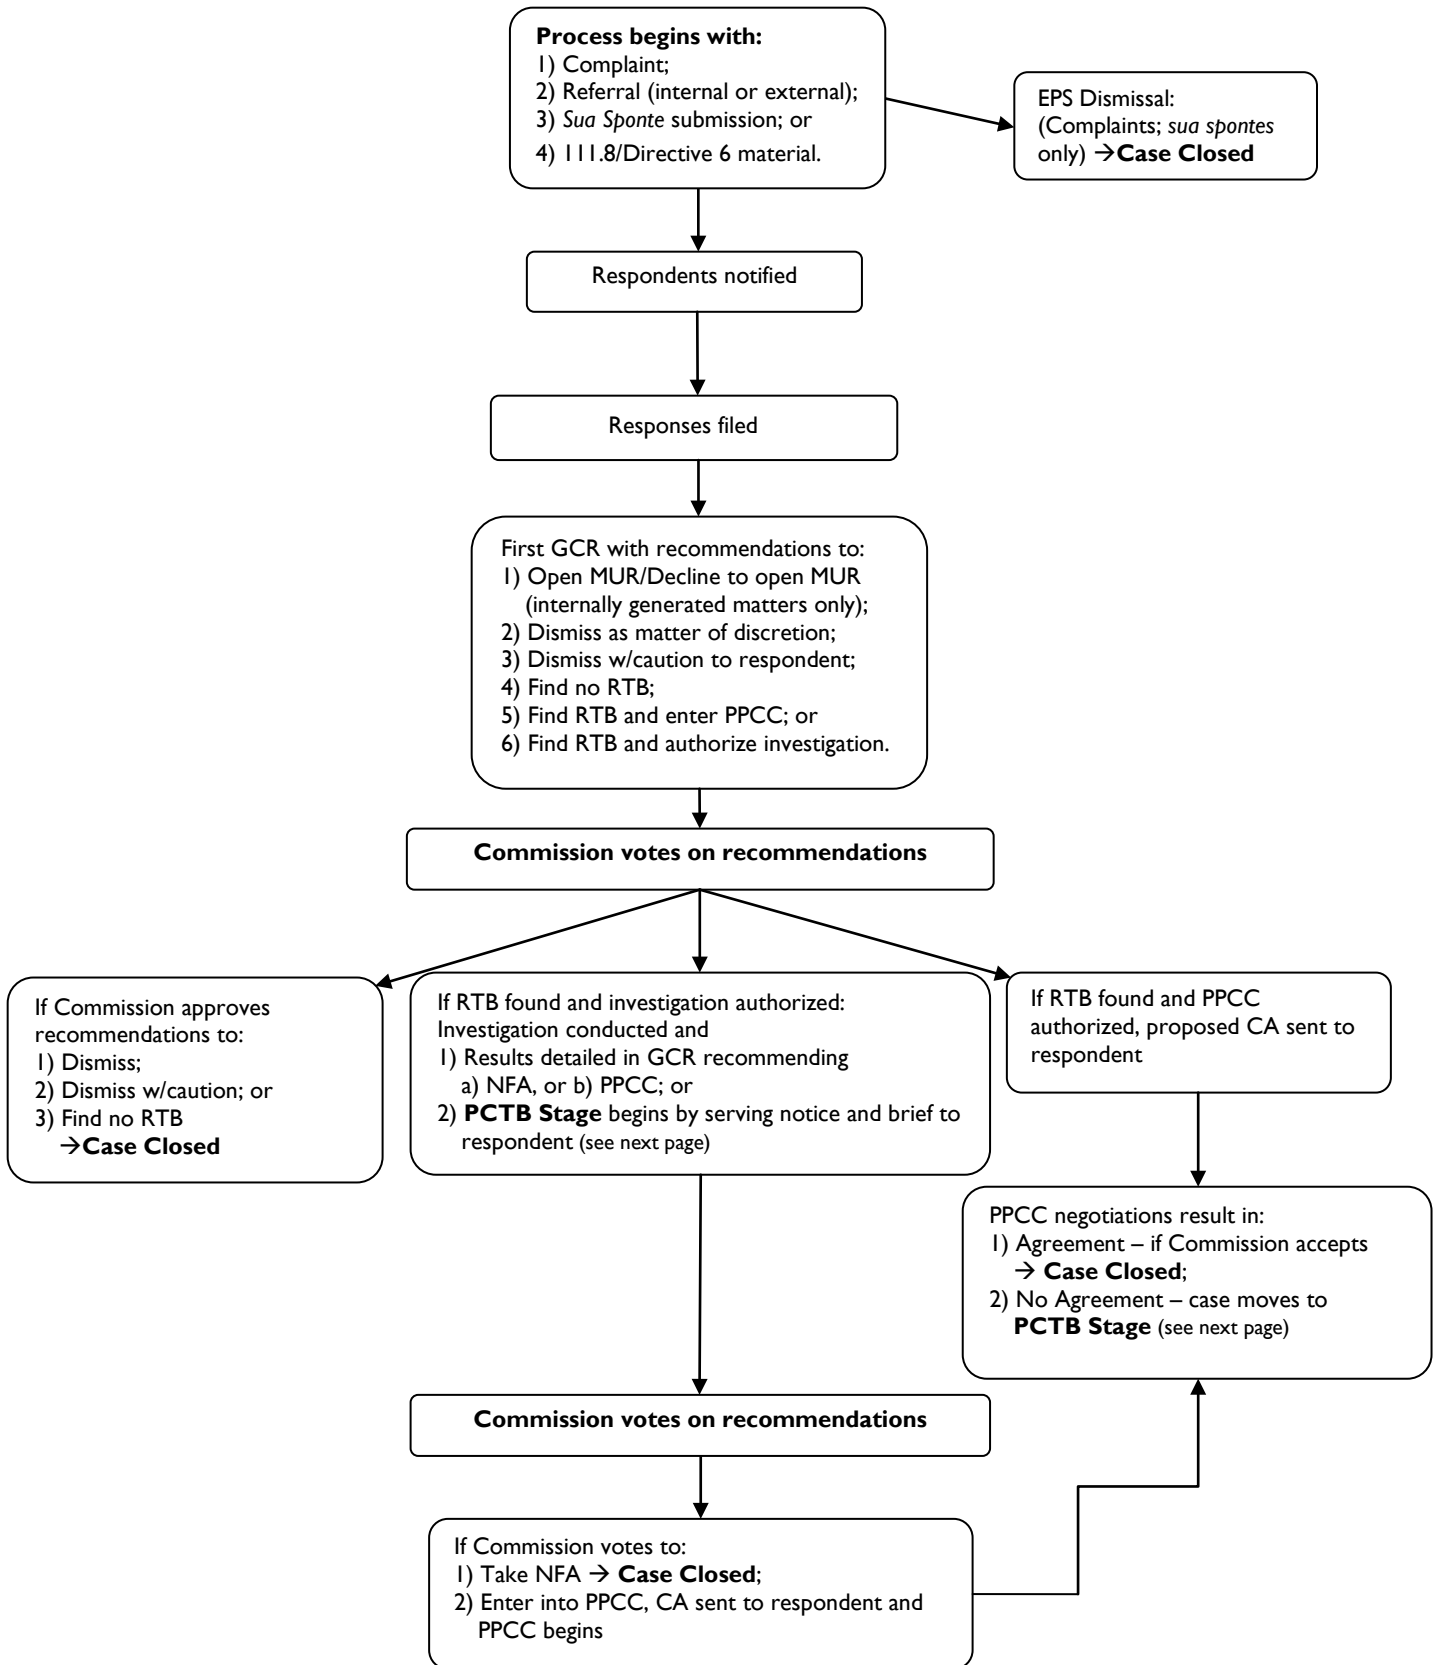 Process begins with:
1) Complaint;
2) Referral (internal or external);
3) Sua Sponte submission; or
4) 111.8/Directive 6 material.
EPS Dismissal:
(Complaints; sua spontes
only) →Case Closed
Respondents notified
Responses filed
First GCR with recommendations to:
1) Open MUR/Decline to open MUR
(internally generated matters only);
2) Dismiss as matter of discretion;
3) Dismiss w/caution to respondent;
4) Find no RTB;
5) Find RTB and enter PPCC; or
6) Find RTB and authorize investigation.
Commission votes on recommendations
If Commission approves
recommendations to:
1) Dismiss;
2) Dismiss w/caution; or
3) Find no RTB
→Case Closed
If RTB found and investigation authorized:
Investigation conducted and
1) Results detailed in GCR recommending
a) NFA, or b) PPCC; or
2) PCTB Stage begins by serving notice and brief to
respondent (see next page)
If RTB found and PPCC
authorized, proposed CA sent to
respondent
PPCC negotiations result in:
1) Agreement – if Commission accepts
→ Case Closed;
2) No Agreement – case moves to
PCTB Stage (see next page)
Commission votes on recommendations
If Commission votes to:
1) Take NFA → Case Closed;
2) Enter into PPCC, CA sent to respondent and
PPCC begins